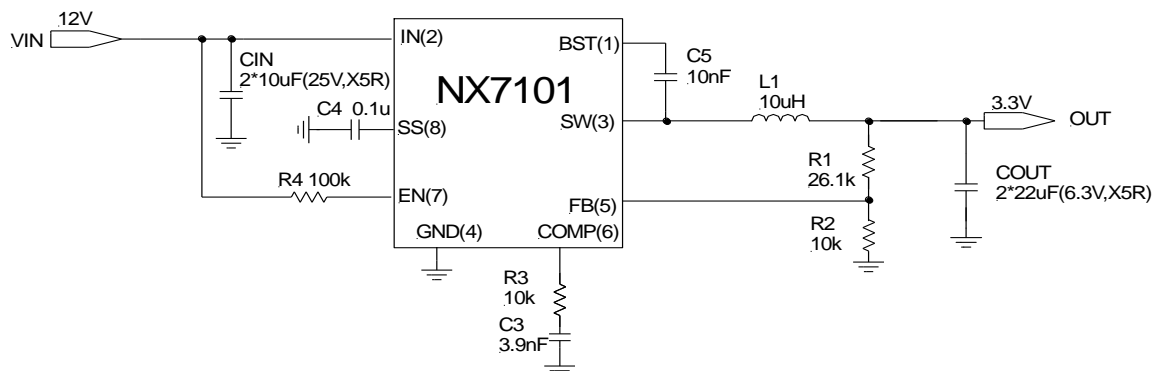 12V
VIN
IN(2)
BST(1)
CIN
2*10uF(25V,X5R)
C5
10nF
NX7101
L1
10uH
C4 0.1u
SS(8)
SW(3)
3.3V
OUT
R1
26.1k
COUT
2*22uF(6.3V,X5R)
R4 100k
EN(7)
FB(5)
R2
10k
GND(4)
COMP(6)
R3
10k
C3
3.9nF